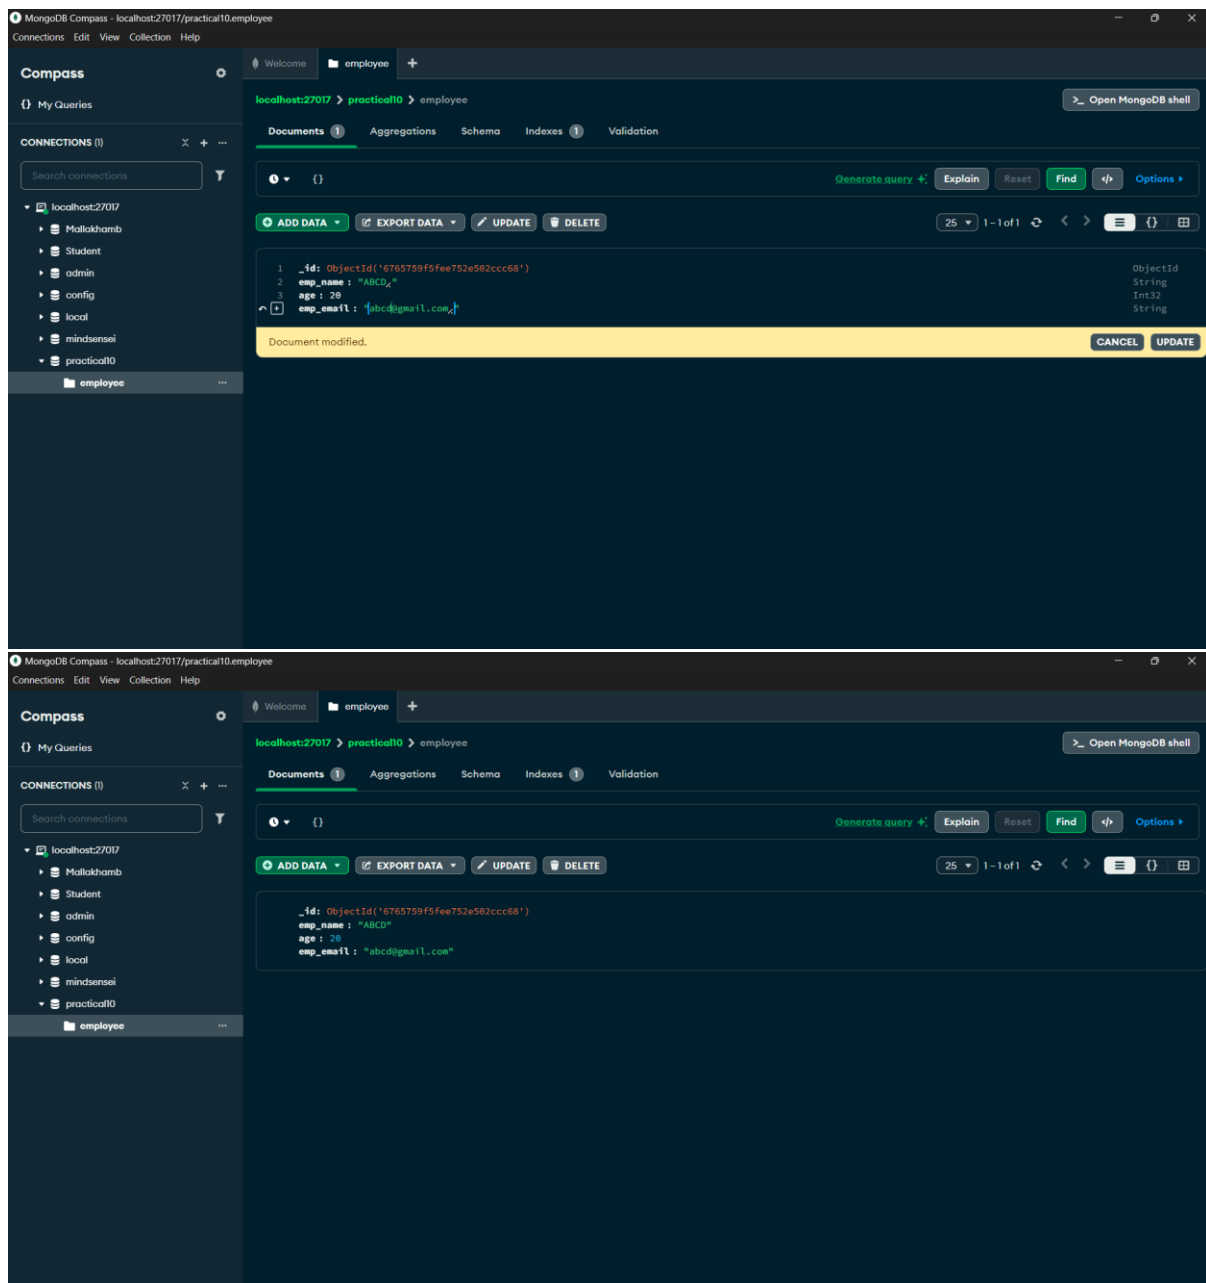 MongoDB Compass - localhost:27017/practical10.employee
Connections Edit View Collection Help
Compass
Welcome employee
{} My Queries
localhost:27017 > practical10 > employee
>_ Open MongoDB shell
Documents 1 Aggregations Schema Indexes 1 Validation
CONNECTIONS (1)
Search connections
{} Generate query Explain Reset Find </> Options
localhost:27017
Mallakhamb
Student
admin
config
local
mindsensei
practical10
employee
ADD DATA EXPORT DATA UPDATE DELETE
25 1-1 of 1 {}
1 _id: ObjectId('6765759f5fee752e502ccc68') ObjectId
2 emp_name : "ABCD" String
3 age : 20 Int32
emp_email : "abcd@gmail.com" String
Document modified. CANCEL UPDATE
MongoDB Compass - localhost:27017/practical10.employee
Connections Edit View Collection Help
Compass
Welcome employee
{} My Queries
localhost:27017 > practical10 > employee
>_ Open MongoDB shell
Documents 1 Aggregations Schema Indexes 1 Validation
CONNECTIONS (1)
Search connections
{} Generate query Explain Reset Find </> Options
localhost:27017
Mallakhamb
Student
admin
config
local
mindsensei
practical10
employee
ADD DATA EXPORT DATA UPDATE DELETE
25 1-1 of 1 {}
_id: ObjectId('6765759f5fee752e502ccc68')
emp_name : "ABCD"
age : 20
emp_email : "abcd@gmail.com"